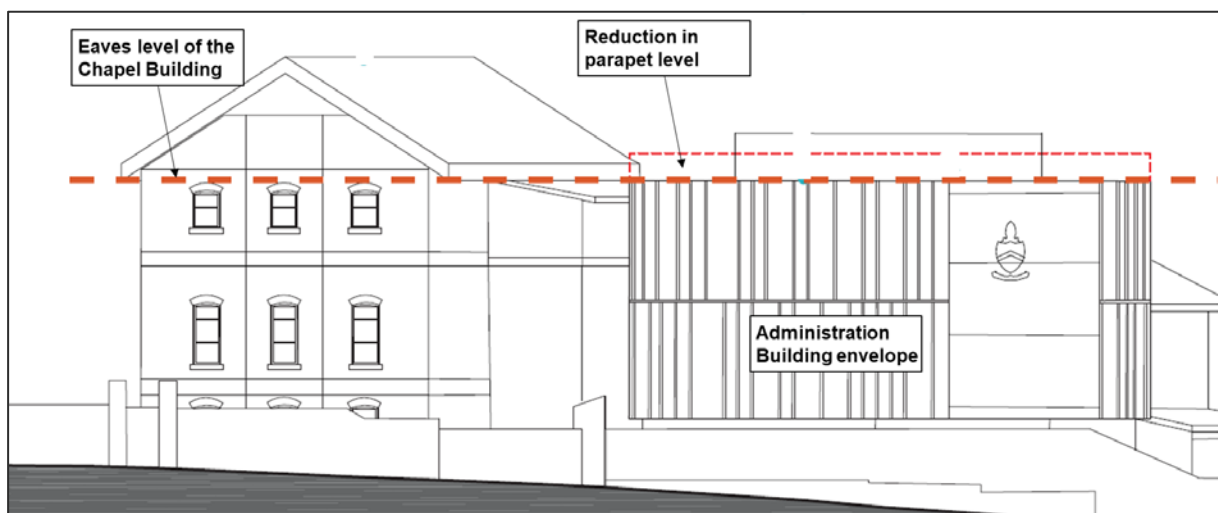 Eaves level of the
Chapel Building
Reduction in
parapet level
Administration
Building envelope